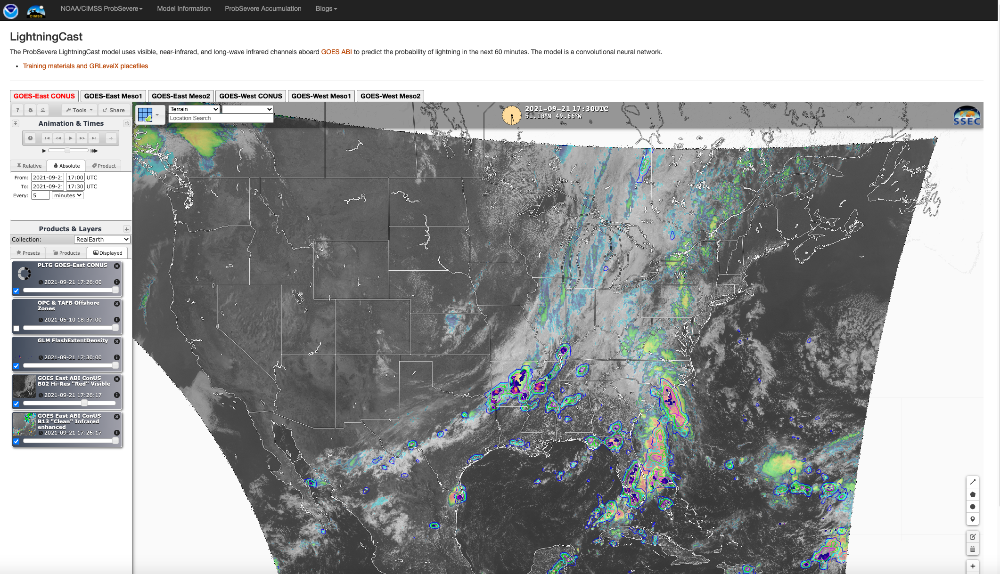 NOAA/CIMSS ProbSevere Model Information ProbSevere Accumulation Blogs
CIMSS
LightningCast
The ProbSevere LightningCast model uses visible, near-infrared, and long-wave infrared channels aboard GOES ABI to predict the probability of lightning in the next 60 minutes. The model is a convolutional neural network.
• Training materials and GRLevelX placefiles
GOES-East CONUS GOES-East Meso1 GOES-East Meso2 GOES-West CONUS GOES-West Meso1 GOES-West Meso2
? Tools Share
Terrain
Location Search
2021-09-21 17:30UTC
51.18°N 49.66°W
SSEC
Animation & Times
Relative Absolute Product
From: 2021-09-2 17:00 UTC
To: 2021-09-2 17:30 UTC
Every: 5 minutes
Products & Layers +
Collection: RealEarth
Presets Products Displayed
PLTG GOES-East CONUS
2021-09-21 17:26:00
OPC & TAFB Offshore
Zones
2021-05-10 18:37:00
GLM FlashExtentDensity
2021-09-21 17:30:00
GOES East ABI ConUS
B02 Hi-Res "Red" Visible
2021-09-21 17:26:17
GOES East ABI ConUS
B13 "Clean" Infrared
enhanced
2021-09-21 17:26:17
+